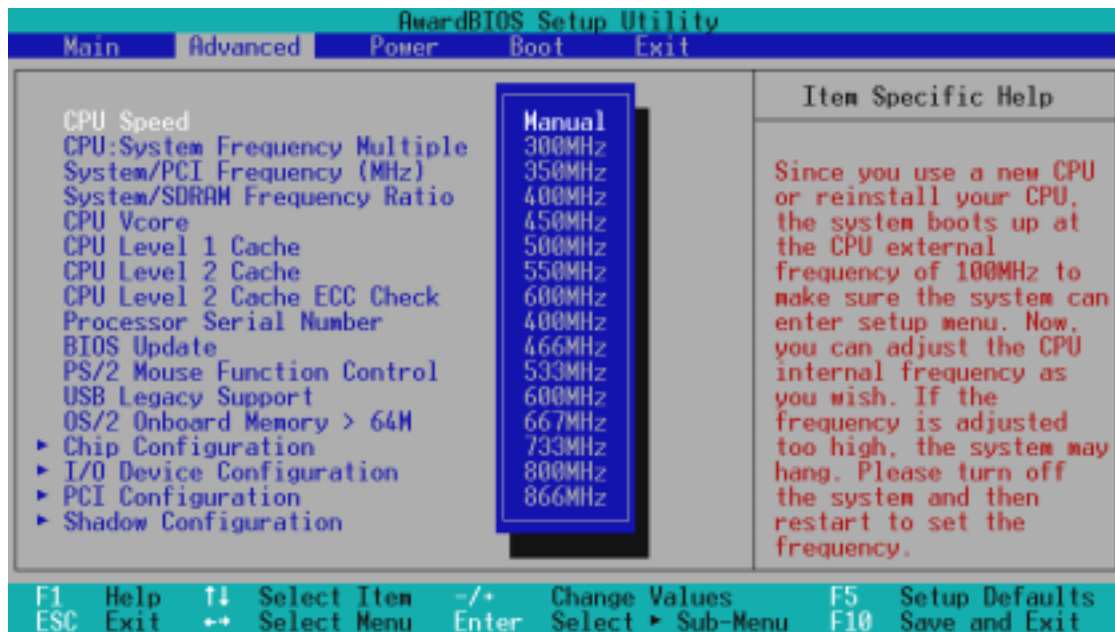 AwardBIOS Setup Utility
Main Advanced Power Boot Exit
CPU Speed
CPU:System Frequency Multiple
System/PCI Frequency (MHz)
System/SDRAM Frequency Ratio
CPU Vcore
CPU Level 1 Cache
CPU Level 2 Cache
CPU Level 2 Cache ECC Check
Processor Serial Number
BIOS Update
PS/2 Mouse Function Control
USB Legacy Support
OS/2 Onboard Memory > 64M
► Chip Configuration
► I/O Device Configuration
► PCI Configuration
► Shadow Configuration
Manual
300MHz
350MHz
400MHz
450MHz
500MHz
550MHz
600MHz
400MHz
466MHz
533MHz
600MHz
667MHz
733MHz
800MHz
866MHz
Item Specific Help
Since you use a new CPU
or reinstall your CPU,
the system boots up at
the CPU external
frequency of 100MHz to
make sure the system can
enter setup menu. Now,
you can adjust the CPU
internal frequency as
you wish. If the
frequency is adjusted
too high, the system may
hang. Please turn off
the system and then
restart to set the
frequency.
F1 Help ↑↓ Select Item -/+ Change Values F5 Setup Defaults
ESC Exit ←→ Select Menu Enter Select ► Sub-Menu F10 Save and Exit